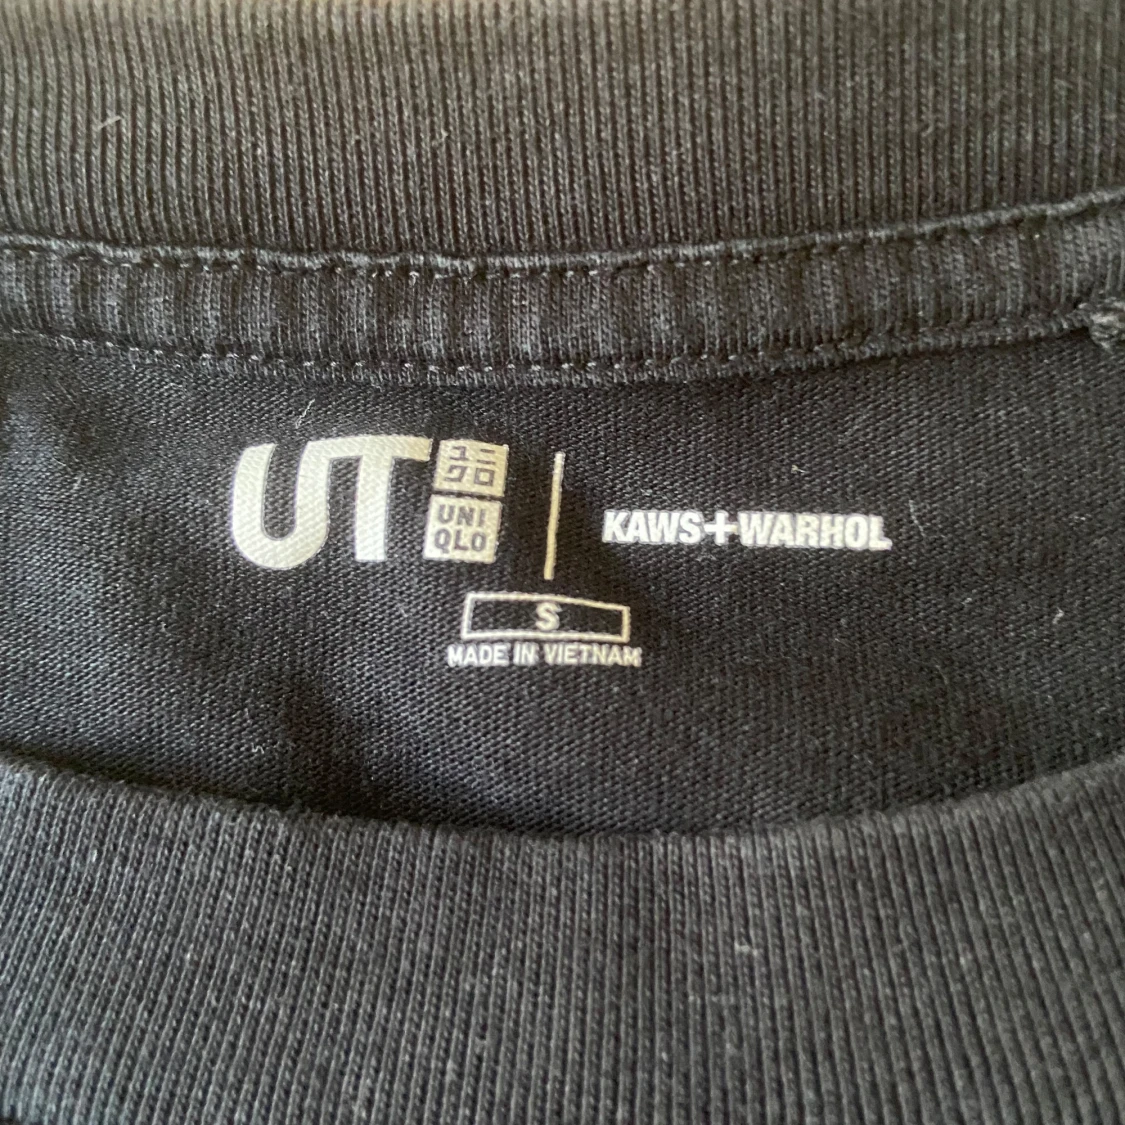 UT
ユニ
クロ
UNI
QLO
KAWS+WARHOL
S
MADE IN VIETNAM